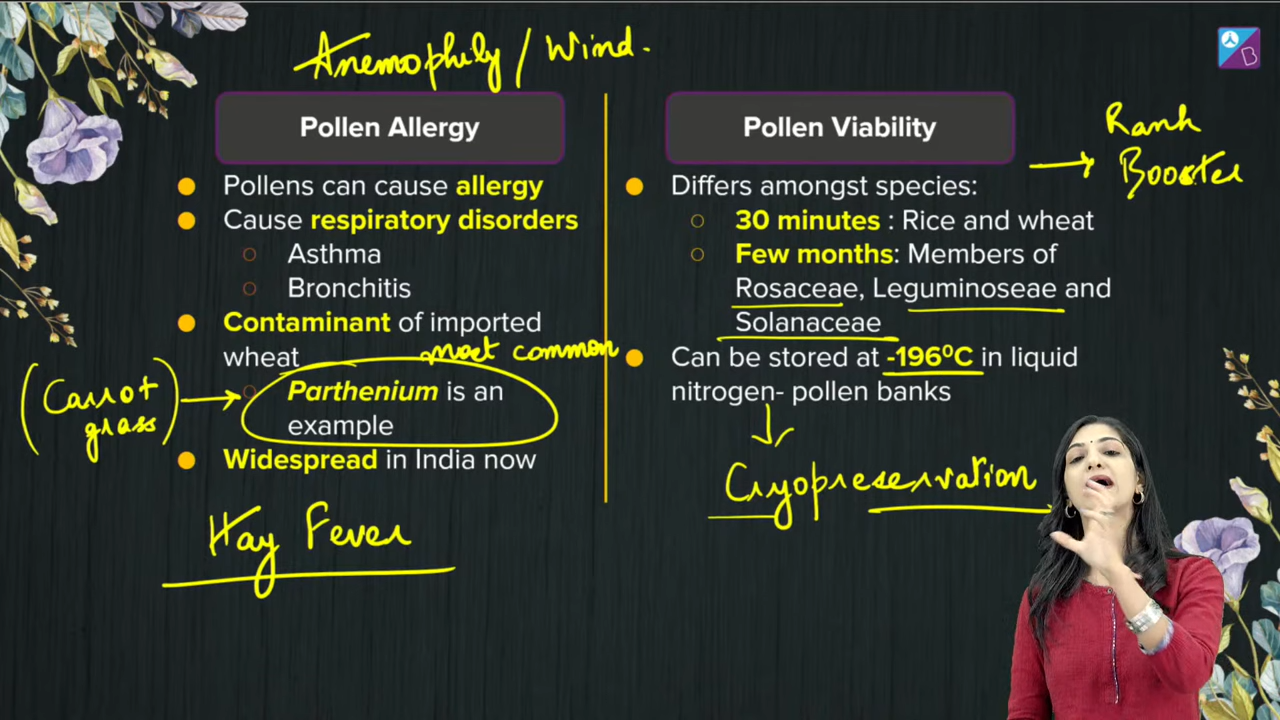 Anemophily / Wind.
Pollen Allergy
Pollens can cause allergy
Cause respiratory disorders
Asthma
Bronchitis
Contaminant of imported
wheat
most common
Parthenium is an
example
(Carrot
grass)
Widespread in India now
Hay Fever
Pollen Viability
Rank
Booster
Differs amongst species:
30 minutes : Rice and wheat
Few months: Members of
Rosaceae, Leguminoseae and
Solanaceae
Can be stored at -196⁰C in liquid
nitrogen- pollen banks
Cryopreservation
B